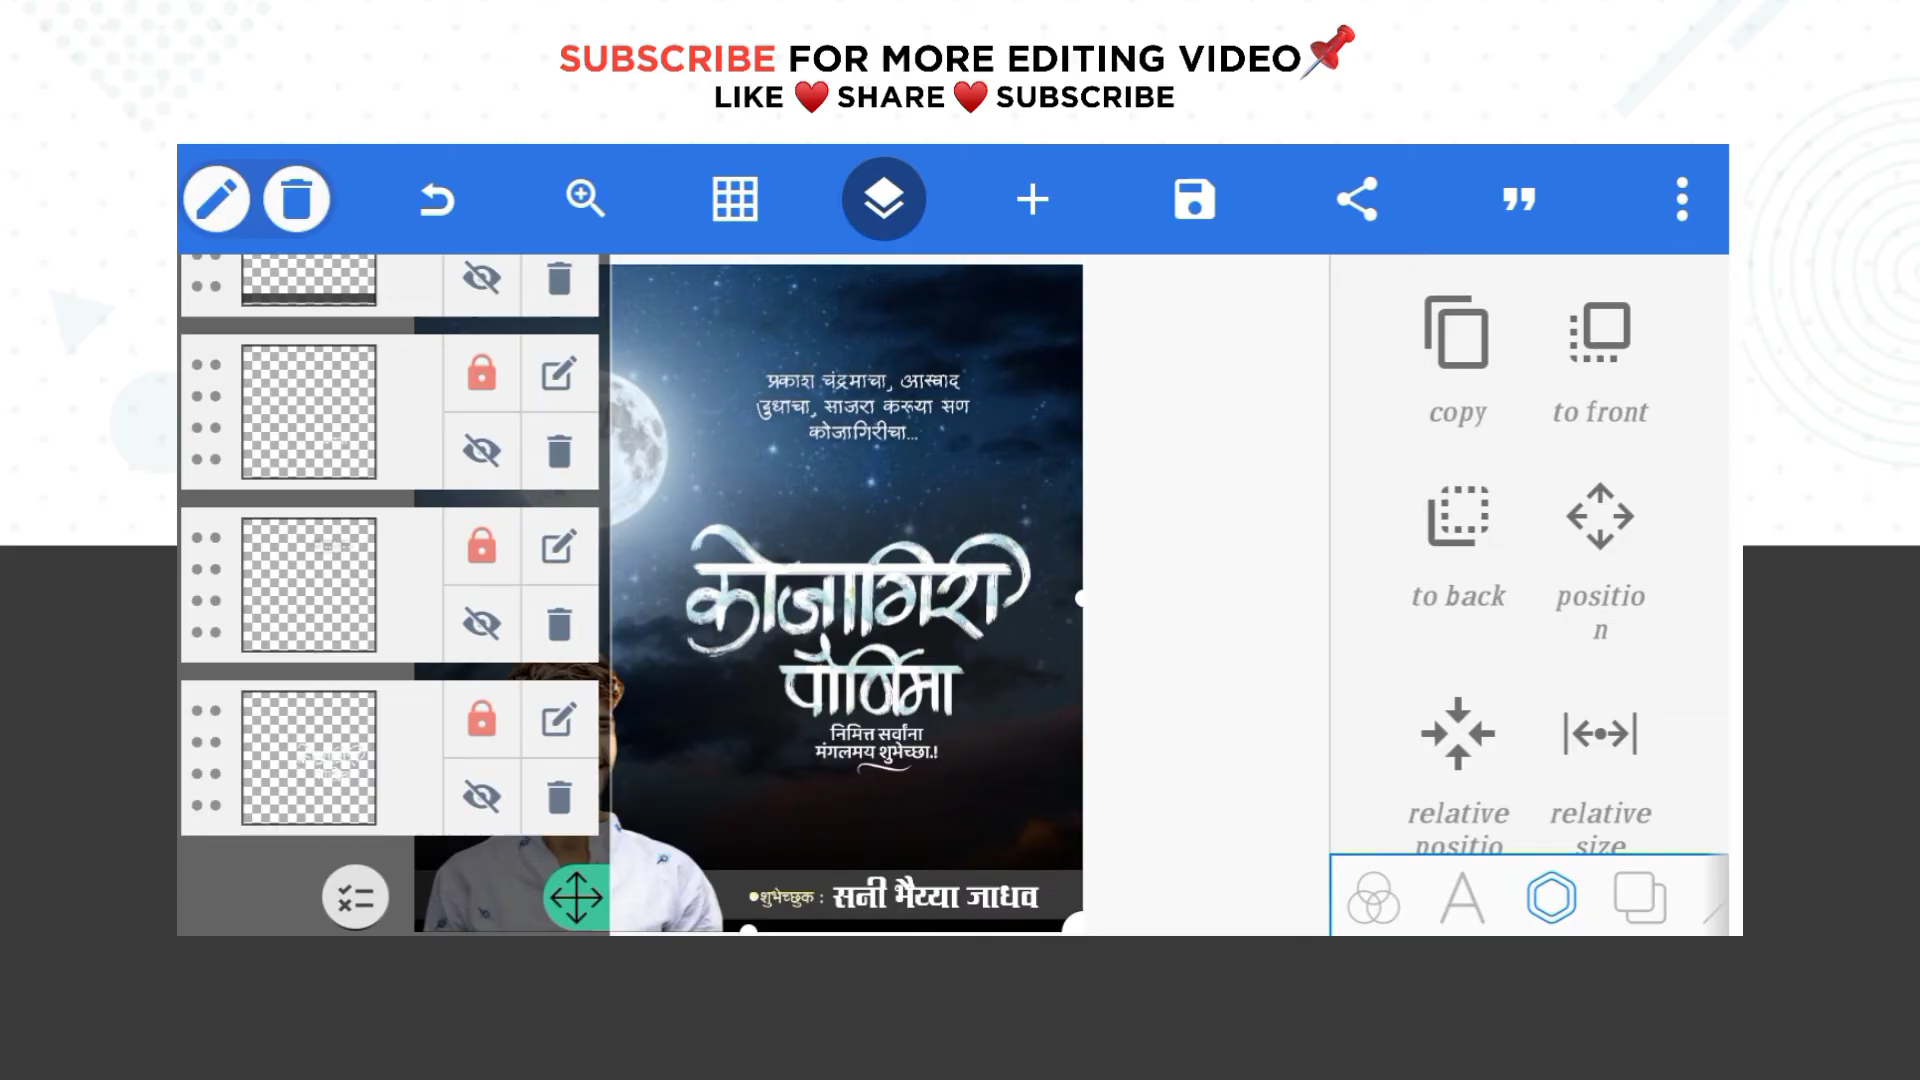 SUBSCRIBE FOR MORE EDITING VIDEO
LIKE SHARE SUBSCRIBE
प्रकाश चंद्रमाचा, आस्वाद
दुधाचा, साजरा करूया सण
कोजागिरीचा...
कोजागिरी
पौर्णिमा
निमित्त सर्वांना
मंगलमय शुभेच्छा.!
शुभेच्छुक : सनी भैय्या जाधव
copy
to front
to back
positio
n
relative
positio
relative
size